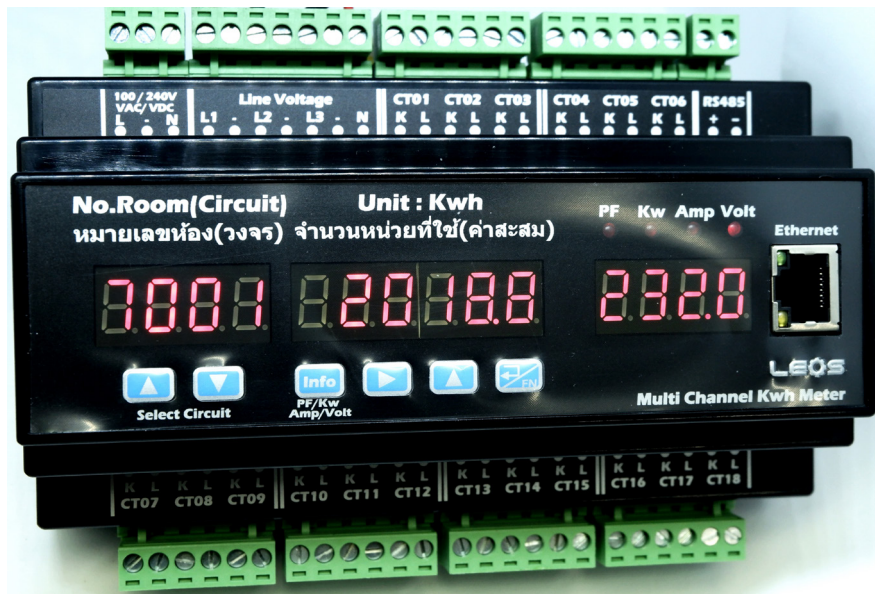 100 / 240V Line Voltage CT01 CT02 CT03 CT04 CT05 CT06 RS485
VAC/VDC
L - N L1 - L2 - L3 - N K L K L K L K L K L K L + -
No.Room(Circuit) Unit : Kwh PF Kw Amp Volt
หมายเลขห้อง(วงจร) จำนวนหน่วยที่ใช้(ค่าสะสม) Ethernet
1001 2018.8 232.0
Info EN LEOS
Select Circuit PF/Kw Multi Channel Kwh Meter
Amp/Volt
K L K L K L K L K L K L K L K L K L K L K L K L
CT07 CT08 CT09 CT10 CT11 CT12 CT13 CT14 CT15 CT16 CT17 CT18